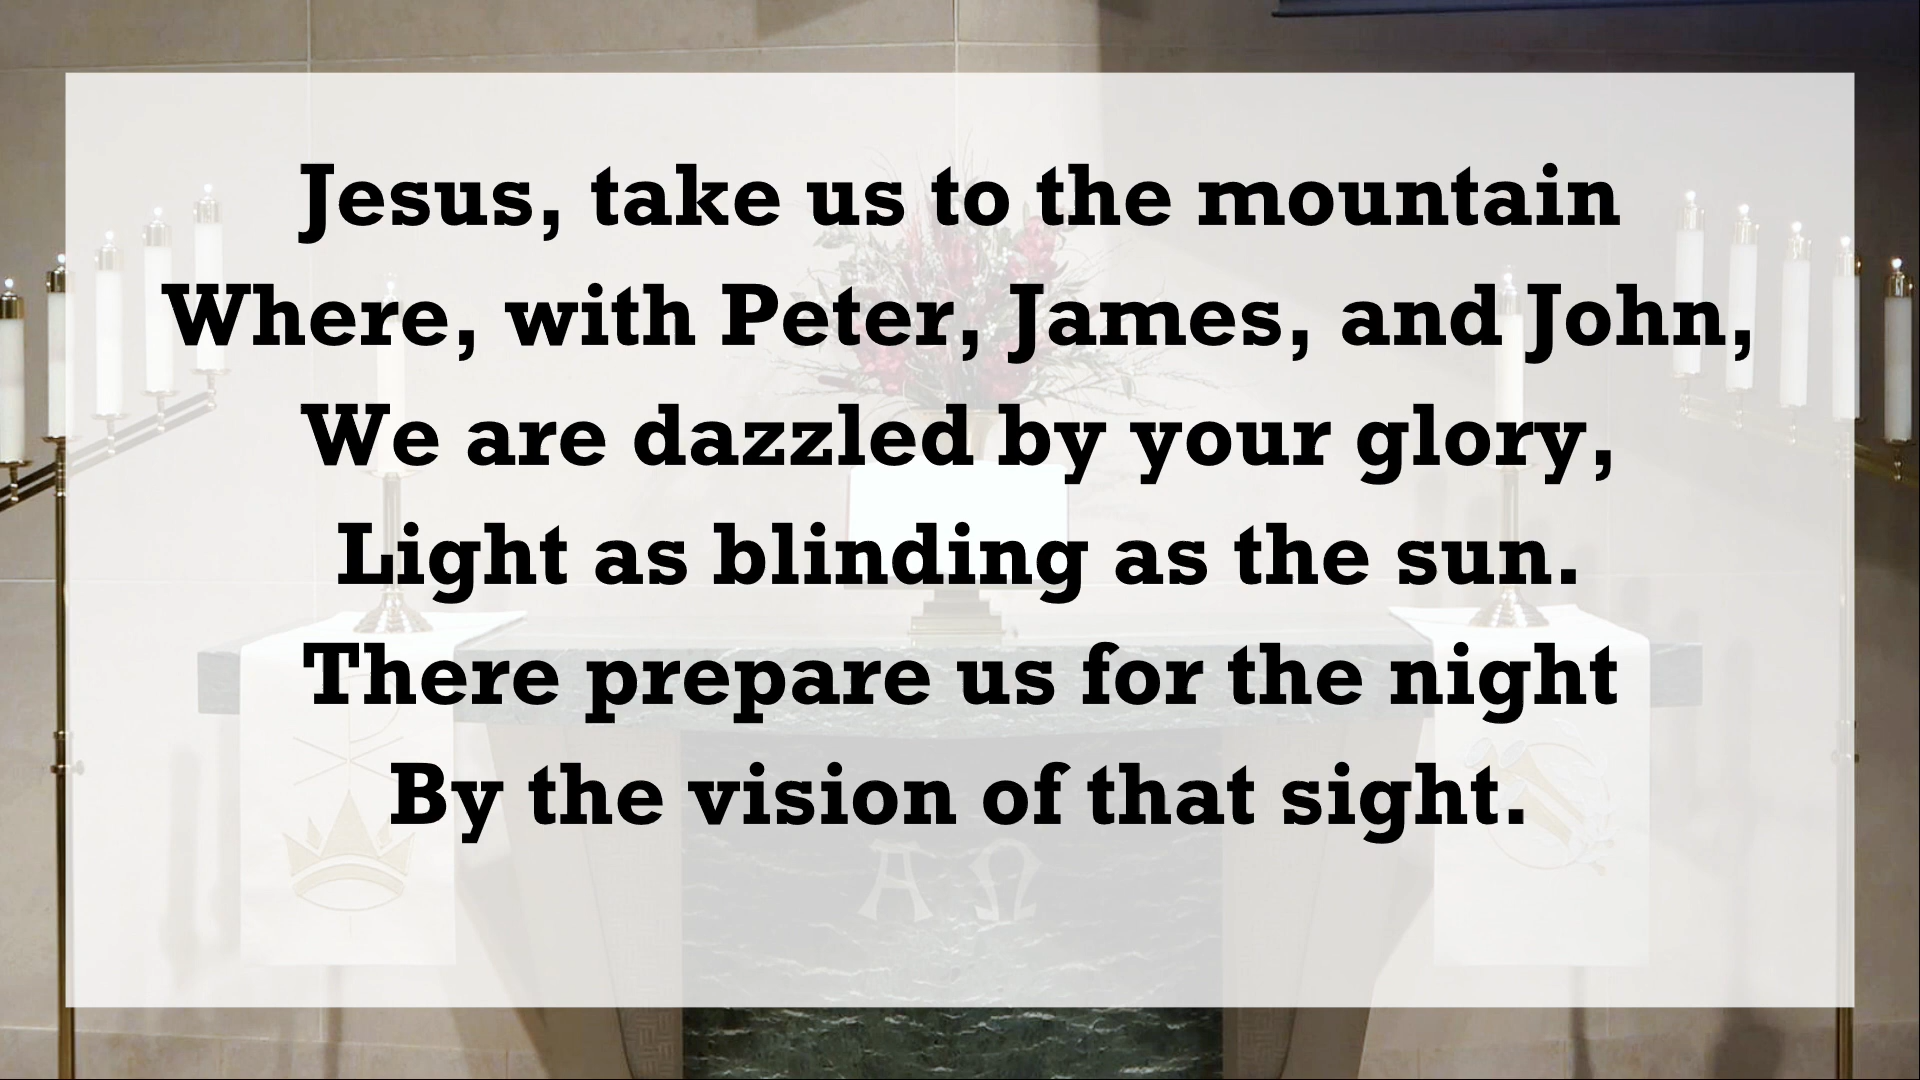 Jesus, take us to the mountain
Where, with Peter, James, and John,
We are dazzled by your glory,
Light as blinding as the sun.
There prepare us for the night
By the vision of that sight.
Α Ω